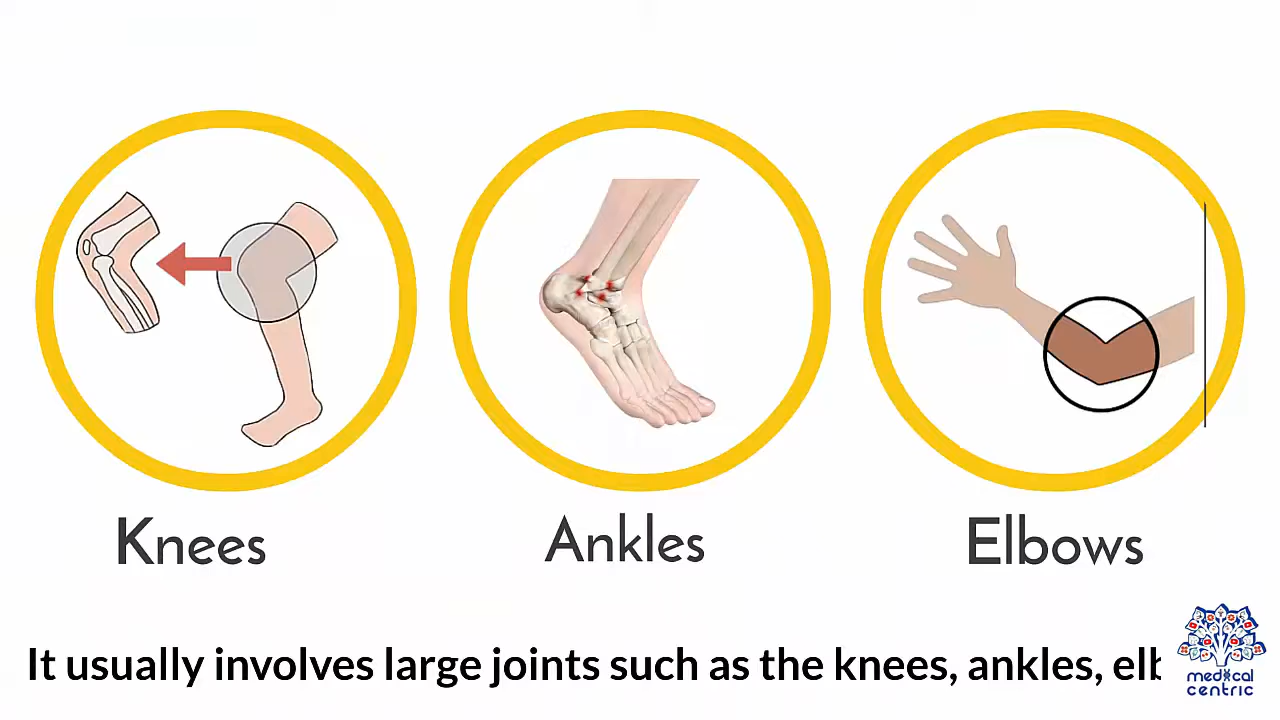 Knees
Ankles
Elbows
It usually involves large joints such as the knees, ankles,
medical
centric